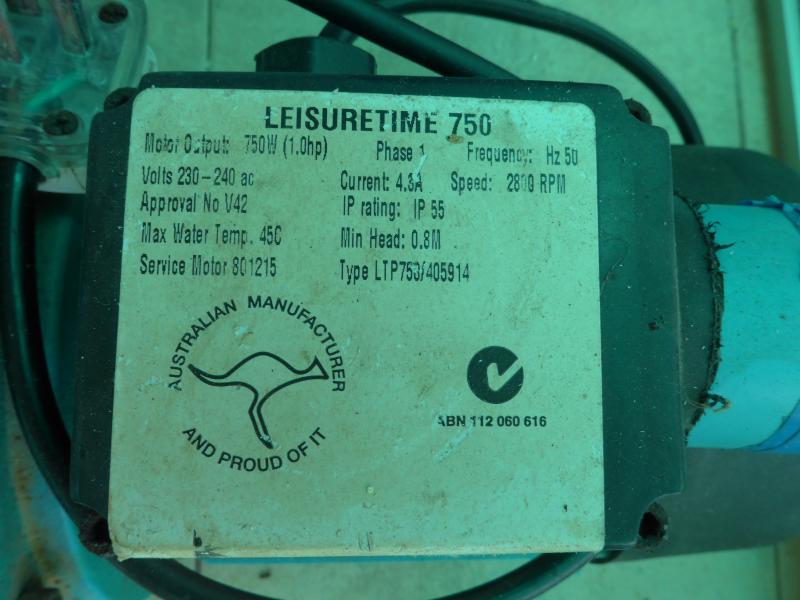 LEISURETIME 750
Motor Output: 750W (1.0hp) Phase 1 Frequency: Hz 50
Volts 230-240 ac Current: 4.3A Speed: 2800 RPM
Approval No V42 IP rating: IP 55
Max Water Temp. 45C Min Head: 0.8M
Service Motor 801215 Type LTP750/405914
AUSTRALIAN MANUFACTURER
AND PROUD OF IT
ABN 112 060 616